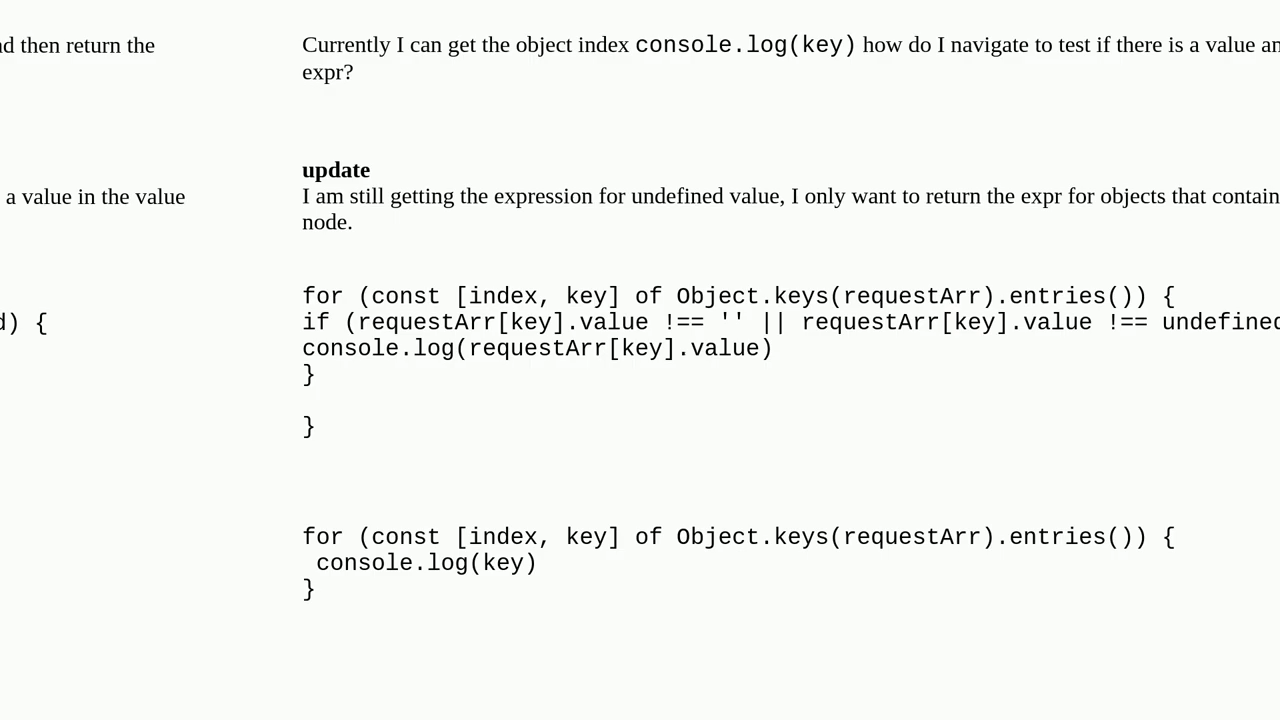 nd then return the
a value in the value
d) {
Currently I can get the object index console.log(key) how do I navigate to test if there is a value an
expr?
update
I am still getting the expression for undefined value, I only want to return the expr for objects that contain
node.
for (const [index, key] of Object.keys(requestArr).entries()) {
if (requestArr[key].value !== '' || requestArr[key].value !== undefined
console.log(requestArr[key].value)
}
}
for (const [index, key] of Object.keys(requestArr).entries()) {
console.log(key)
}